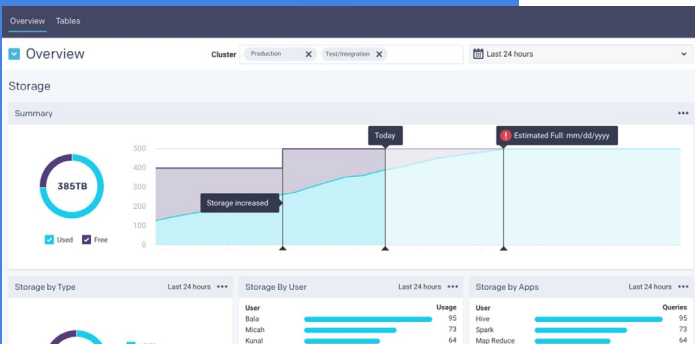 Overview Tables
Overview
Cluster Production Test/Integration Last 24 hours
Storage
Summary
Today
Estimated Full: mm/dd/yyyy
500
400
300
200
100
0
385TB
Storage increased
Used Free
Storage by Type Last 24 hours
Storage By User Last 24 hours
User Usage
Bala 95
Micah 73
Kunal 64
Storage by Apps Last 24 hours
User Queries
Hive 95
Spark 73
Map Reduce 64